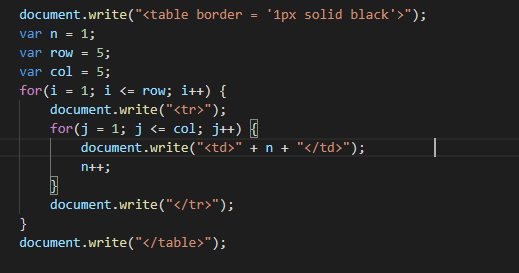 document.write("<table border = '1px solid black'>");
var n = 1;
var row = 5;
var col = 5;
for(i = 1; i <= row; i++) {
    document.write("<tr>");
    for(j = 1; j <= col; j++) {
        document.write("<td>" + n + "</td>");
        n++;
    }
    document.write("</tr>");
}
document.write("</table>");